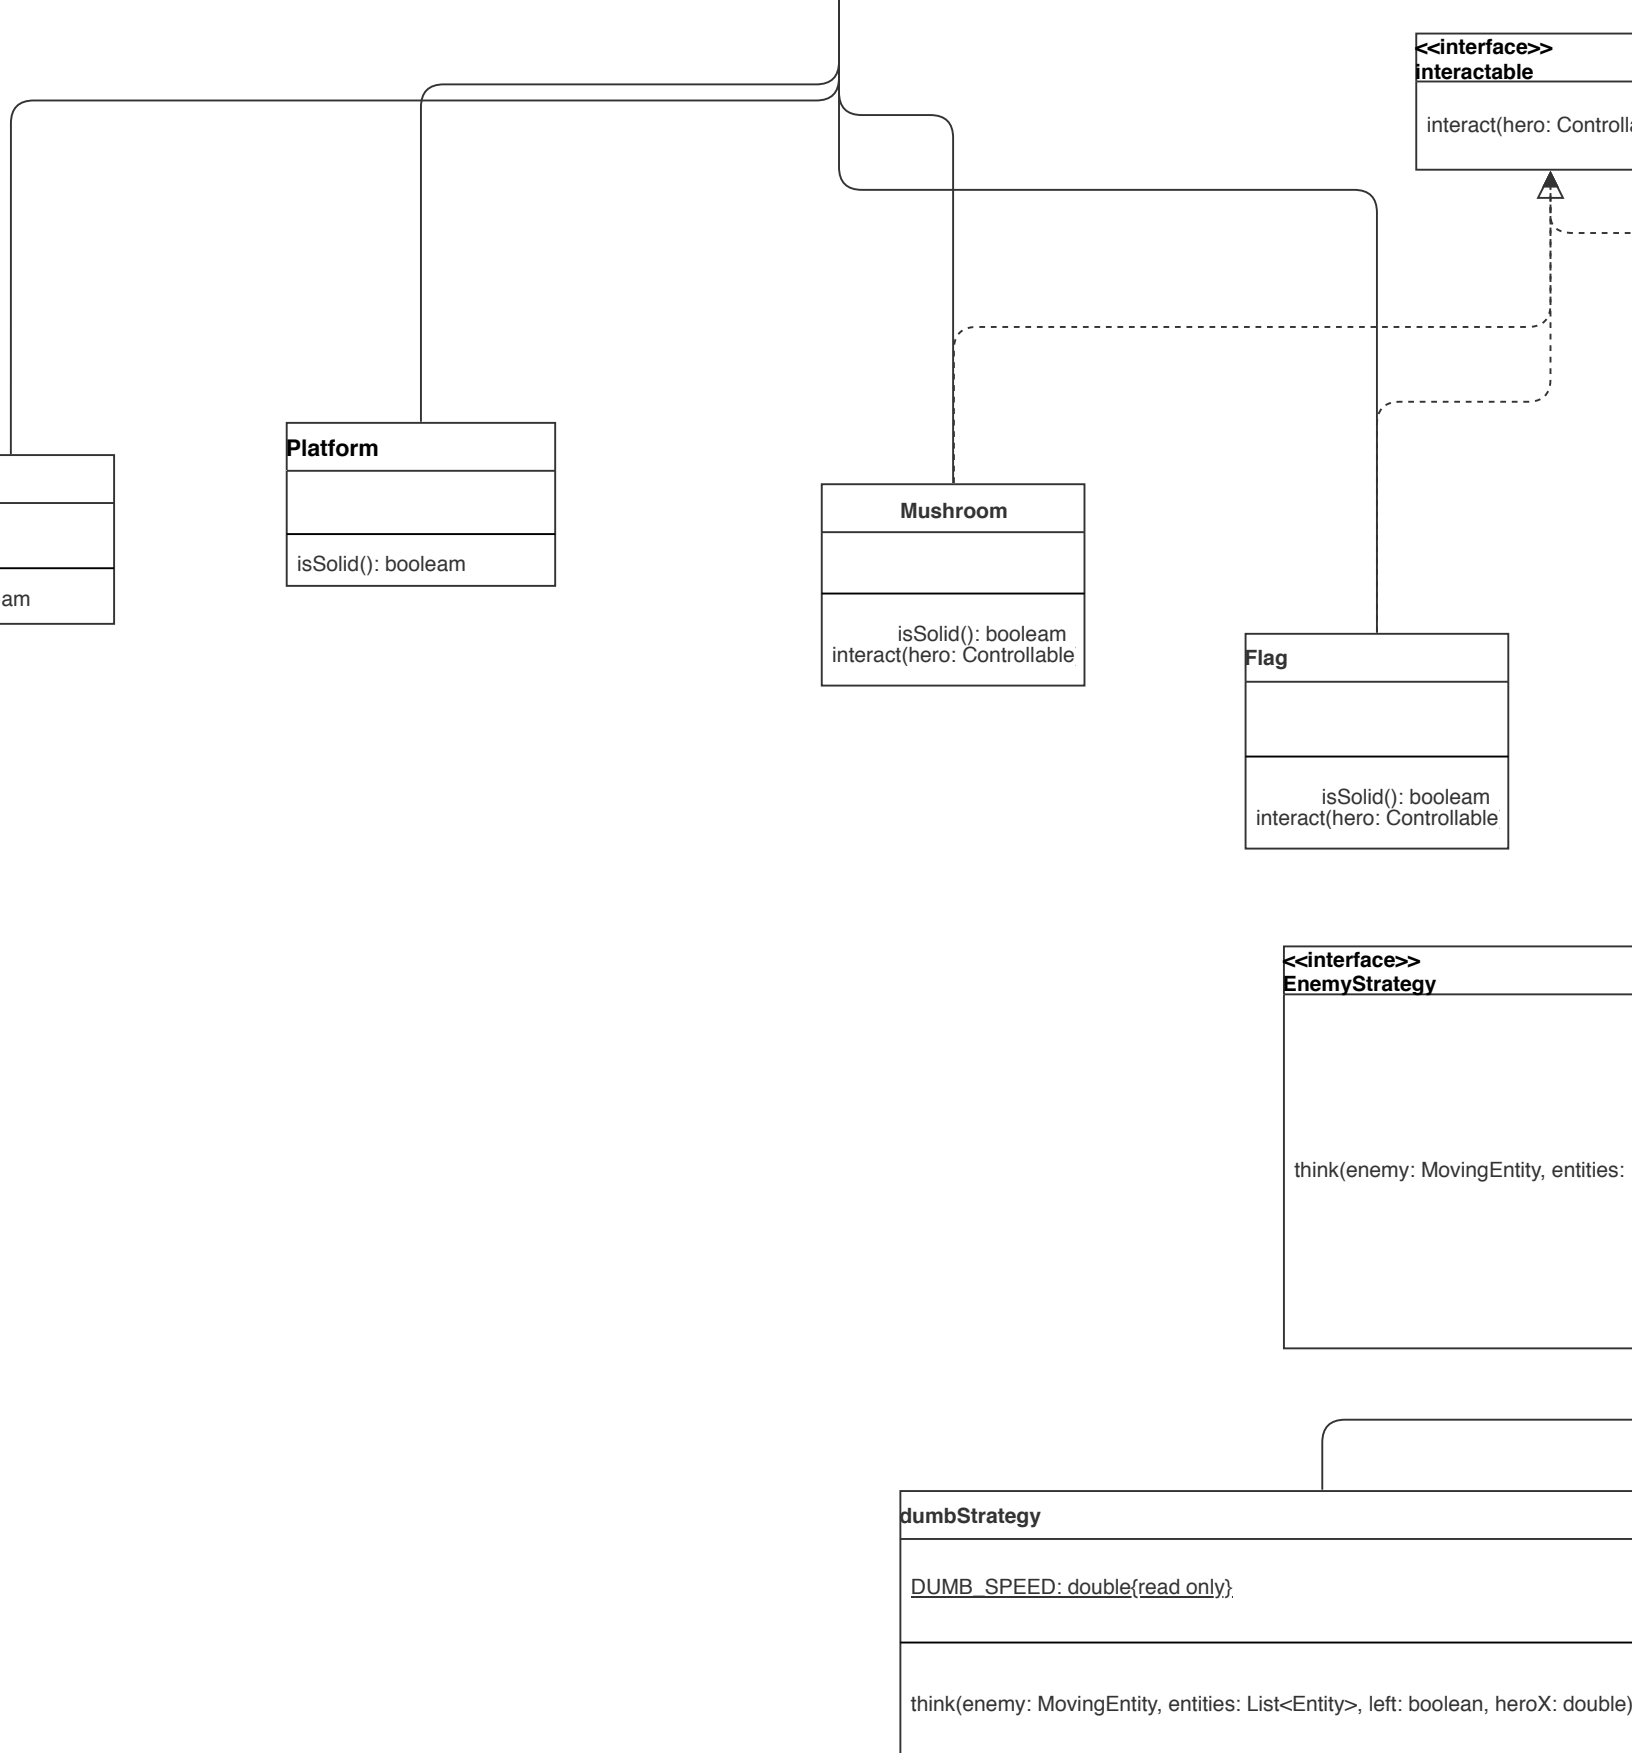 <<interface>>
interactable
interact(hero: Controlla
Platform
isSolid(): booleam
am
Mushroom
isSolid(): booleam
interact(hero: Controllable
Flag
isSolid(): booleam
interact(hero: Controllable
<<interface>>
EnemyStrategy
think(enemy: MovingEntity, entities:
dumbStrategy
DUMB_SPEED: double{read only}
think(enemy: MovingEntity, entities: List<Entity>, left: boolean, heroX: double)